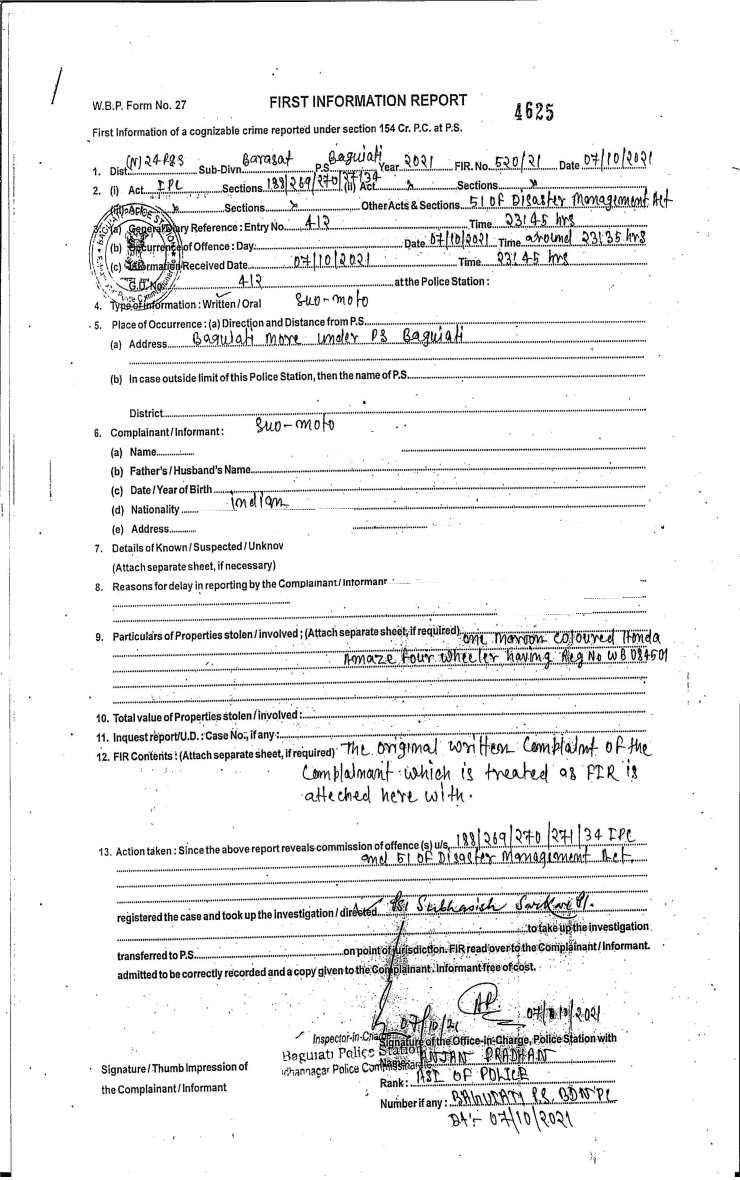 W.B.P. Form No. 27
FIRST INFORMATION REPORT
4625
First Information of a cognizable crime reported under section 154 Cr. P.C. at P.S.
1. Dist (N) 24 PGS Sub-Divn. Barasat P.S Baguiati Year 2021 FIR. No. 520/21 Date 07/10/2021
2. (i) Act IPC Sections 188/269/270/271/34 (ii) Act Sections
(iii) Act Sections Other Acts & Sections 51 OF Disaster Management Act
3. (a) General Diary Reference : Entry No. 412 Time 23:45 hrs
(b) Occurrence of Offence : Day: Date 07/10/2021 Time around 23:35 hrs
(c) Information Received Date 07/10/2021 Time 23:45 hrs
G.D. No. 412 at the Police Station :
4. Type of Information : Written / Oral Suo-moto
5. Place of Occurrence : (a) Direction and Distance from P.S.
(a) Address Baguiati more under PS Baguiati
(b) In case outside limit of this Police Station, then the name of P.S.
District
6. Complainant / Informant : Suo-moto
(a) Name
(b) Father's / Husband's Name
(c) Date / Year of Birth
(d) Nationality indian
(e) Address
7. Details of Known / Suspected / Unknov
(Attach separate sheet, if necessary)
8. Reasons for delay in reporting by the Complainant / Informant
9. Particulars of Properties stolen / involved ; (Attach separate sheet, if required) One Maroon Coloured Honda
Amaze four wheeler having Reg No WB 084501
10. Total value of Properties stolen / involved :
11. Inquest report/U.D. : Case No., if any :
12. FIR Contents : (Attach separate sheet, if required) The original written Complaint of the
Complainant which is treated as FIR is
atteched here with.
13. Action taken : Since the above report reveals commission of offence (s) u/s. 188/269/270/271/34 IPC
and 51 OF Disaster Management Act.
registered the case and took up the investigation / directed Subhasish Sarkar
to take up the investigation
transferred to P.S. on point of jurisdiction. FIR read over to the Complainant / Informant.
admitted to be correctly recorded and a copy given to the Complainant. Informant free of cost.
AP.
07/10/21
07/10/2021
Inspector-in-Charge
Signature of the Office-in-Charge, Police Station with
Baguiati Police Station
Name ANJAN PRADHAN
idhannagar Police Commissionerate
Signature / Thumb Impression of
the Complainant / Informant
Rank : ASI OF POLICE
Number if any : BAGUIATI P.S. BDNPC
DA:- 07/10/2021